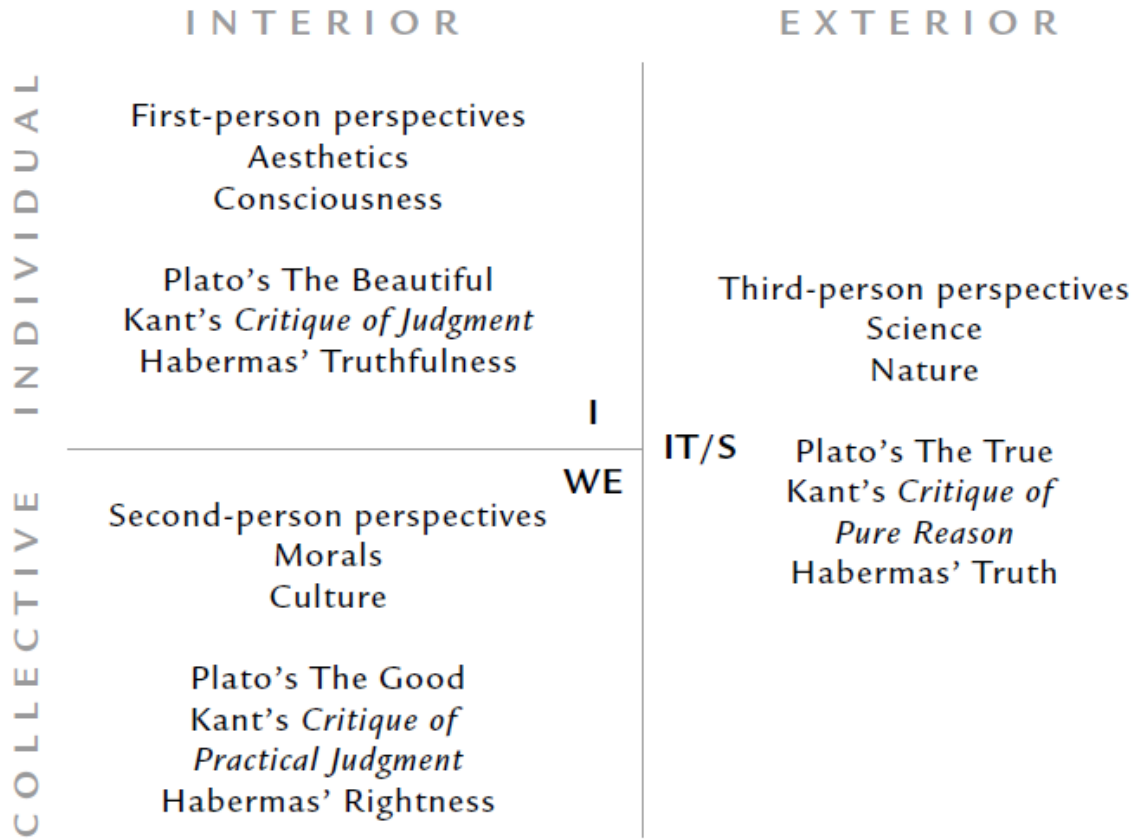 INTERIOR
EXTERIOR
INDIVIDUAL
First-person perspectives
Aesthetics
Consciousness
Plato’s The Beautiful
Kant’s Critique of Judgment
Habermas’ Truthfulness
I
COLLECTIVE
WE
Second-person perspectives
Morals
Culture
Plato’s The Good
Kant’s Critique of
Practical Judgment
Habermas’ Rightness
Third-person perspectives
Science
Nature
IT/S
Plato’s The True
Kant’s Critique of
Pure Reason
Habermas’ Truth